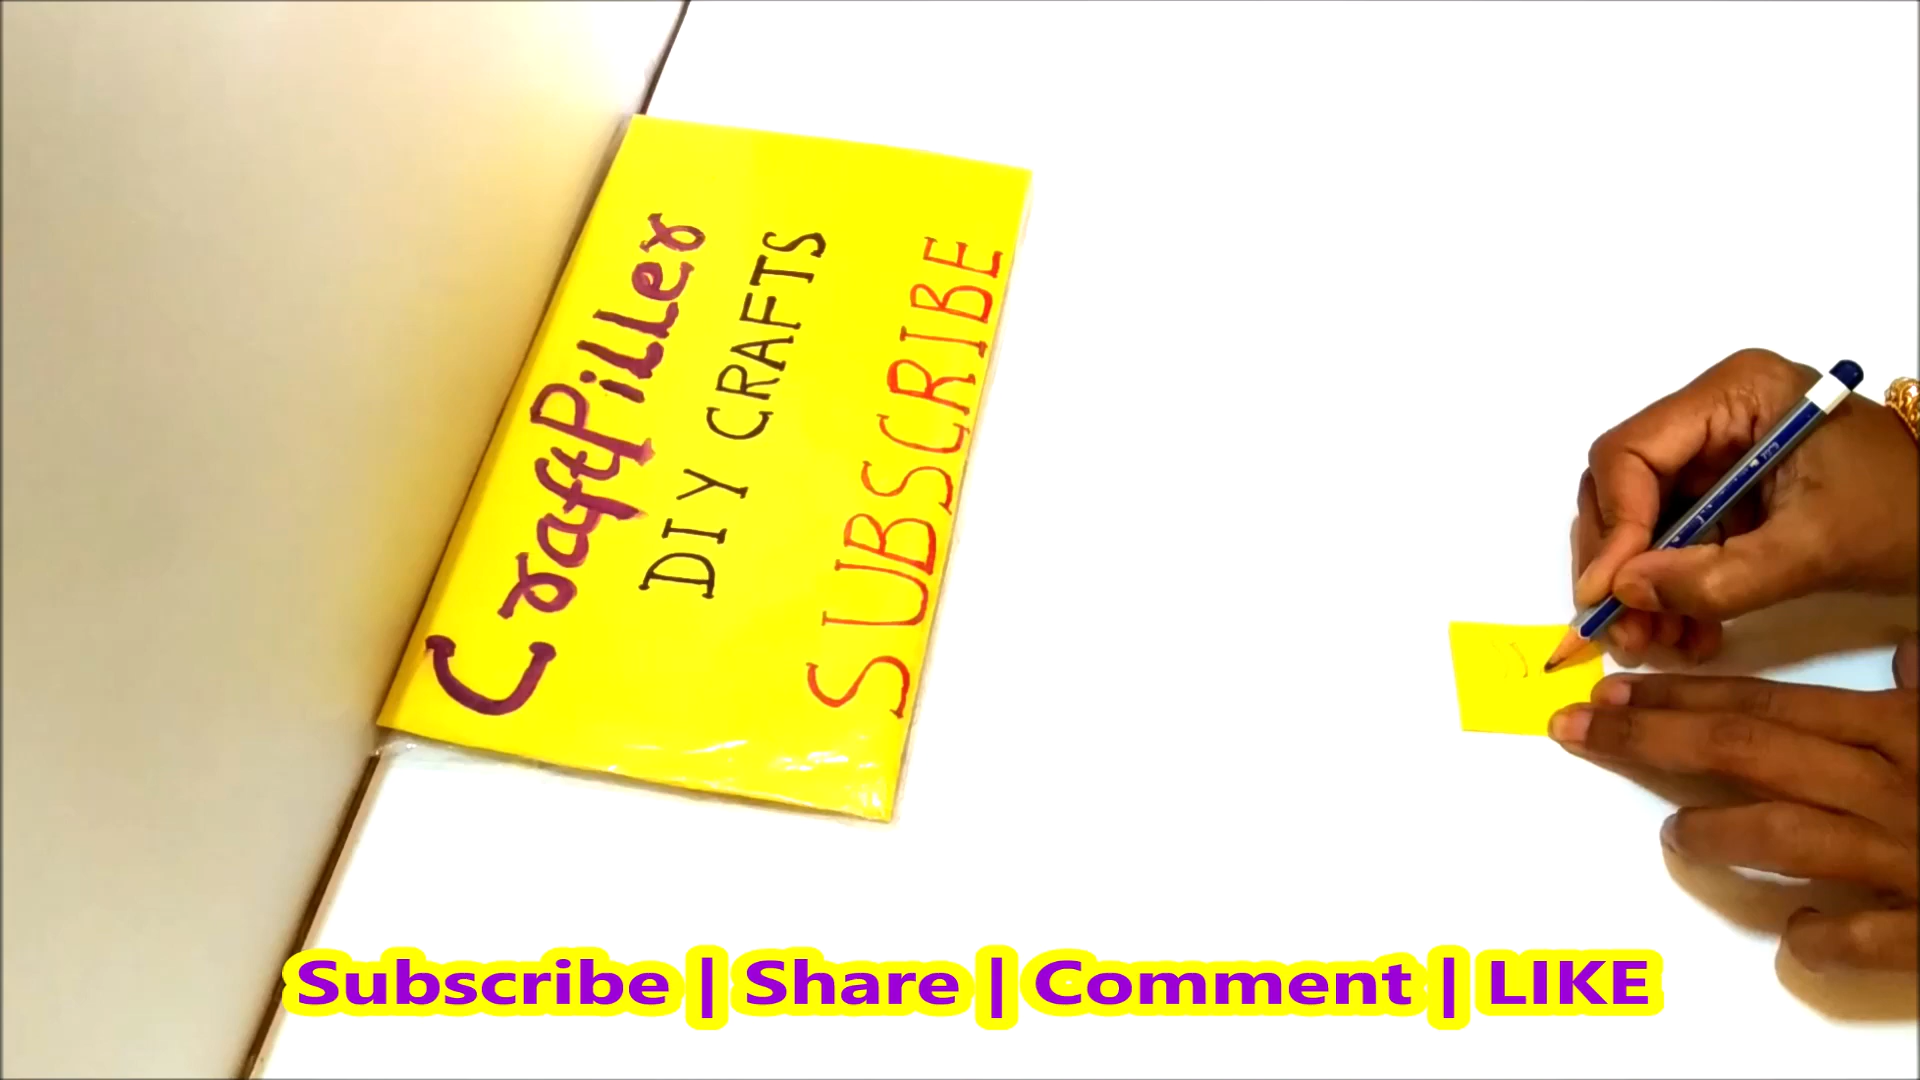 CraftPiller
DIY CRAFTS
SUBSCRIBE
Subscribe | Share | Comment | LIKE